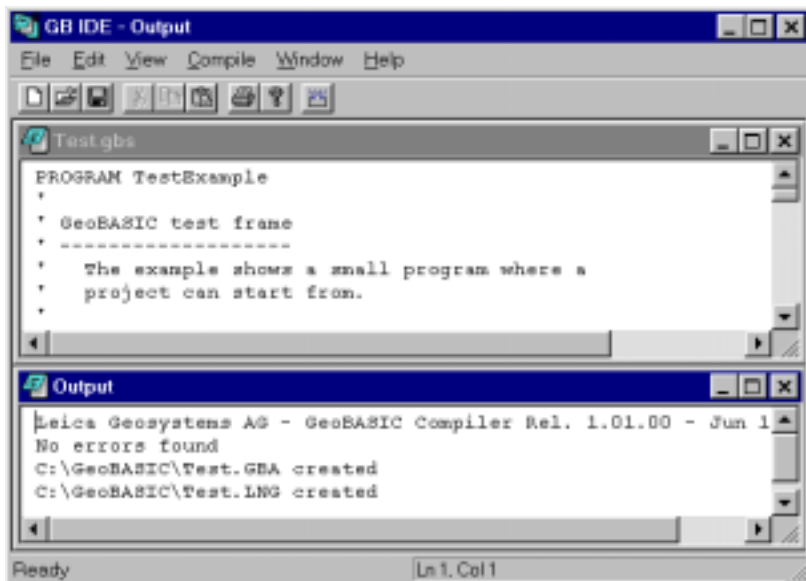 GB IDE - Output
File Edit View Compile Window Help
Test.gbs
PROGRAM TestExample
'
' GeoBASIC test frame
' -------------------
' The example shows a small program where a
' project can start from.
'
Output
Leica Geosystems AG - GeoBASIC Compiler Rel. 1.01.00 - Jun 1
No errors found
C:\GeoBASIC\Test.GBA created
C:\GeoBASIC\Test.LNG created
Ready Ln 1, Col 1